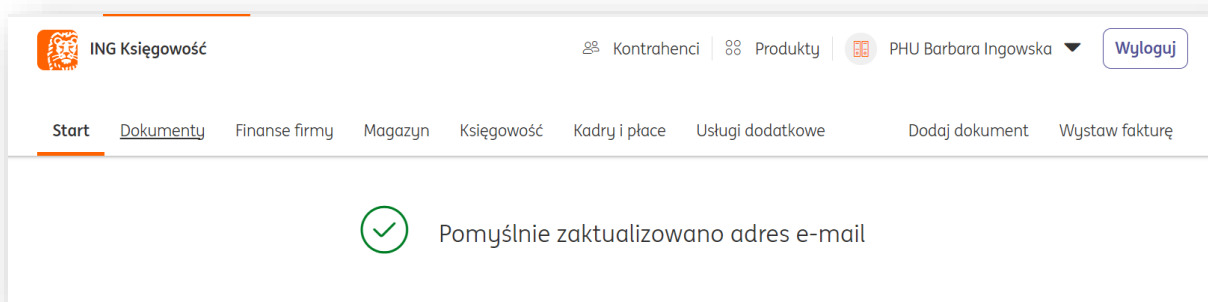 ING Księgowość Kontrahenci Produkty PHU Barbara Ingowska Wyloguj
Start Dokumenty Finanse firmy Magazyn Księgowość Kadry i płace Usługi dodatkowe Dodaj dokument Wystaw fakturę
Pomyślnie zaktualizowano adres e-mail